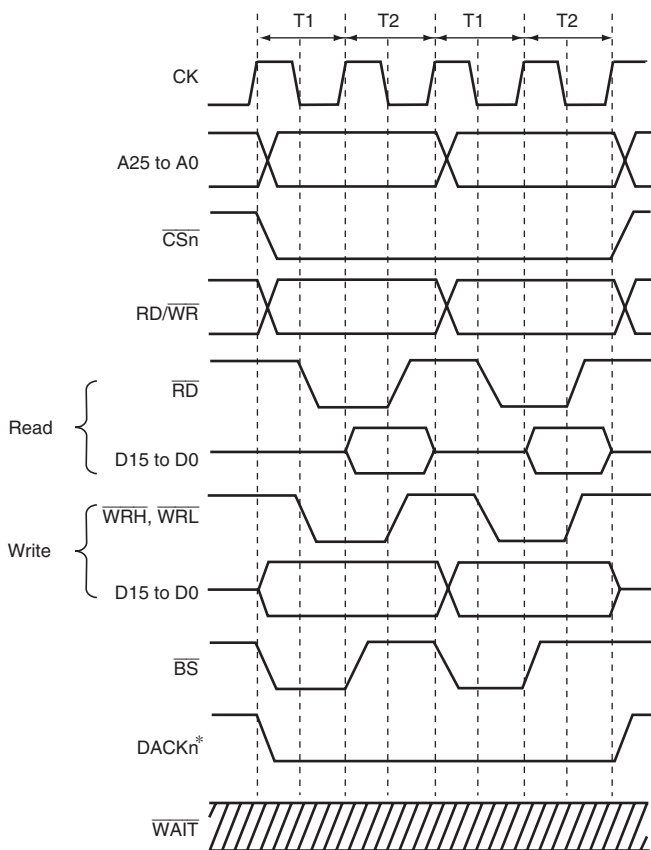 T1 T2 T1 T2
CK
A25 to A0
CSn
RD/WR
RD
Read
D15 to D0
WRH, WRL
Write
D15 to D0
BS
DACKn*
WAIT